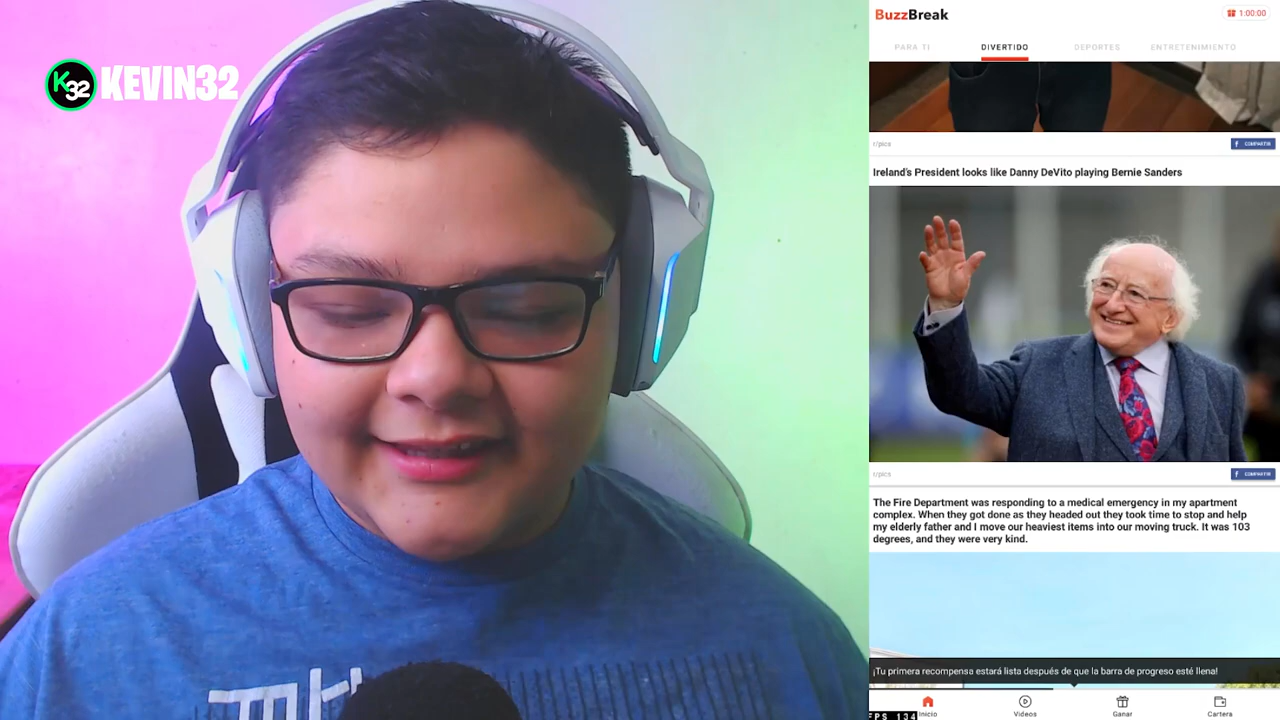 K32 KEVIN32
BuzzBreak
1:00:00
PARA TI DIVERTIDO DEPORTES ENTRETENIMIENTO
r/pics
f COMPARTIR
Ireland's President looks like Danny DeVito playing Bernie Sanders
r/pics
f COMPARTIR
The Fire Department was responding to a medical emergency in my apartment
complex. When they got done as they headed out they took time to stop and help
my elderly father and I move our heaviest items into our moving truck. It was 103
degrees, and they were very kind.
¡Tu primera recompensa estará lista después de que la barra de progreso esté llena!
Inicio Videos Ganar Cartera
FPS 134